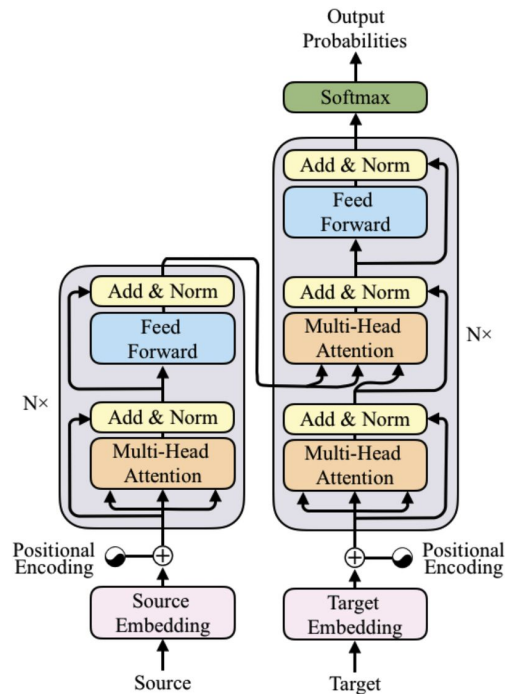 Output
Probabilities
Softmax
Add & Norm
Feed
Forward
Add & Norm
Multi-Head
Attention
N×
Add & Norm
Multi-Head
Attention
Positional
Encoding
Target
Embedding
Target
Add & Norm
Feed
Forward
N×
Add & Norm
Multi-Head
Attention
Positional
Encoding
Source
Embedding
Source